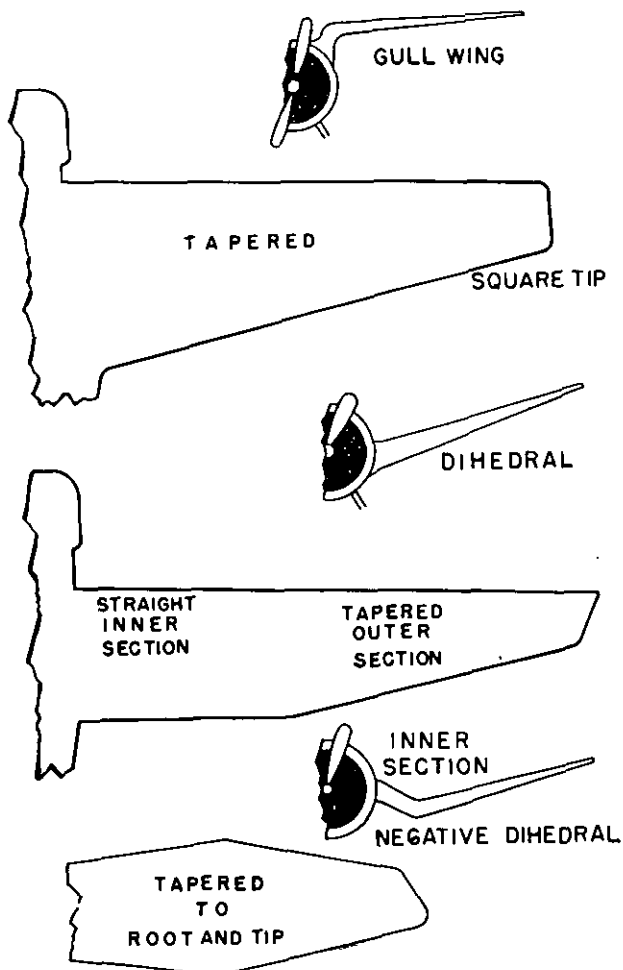 GULL WING
TAPERED
SQUARE TIP
DIHEDRAL
STRAIGHT
INNER
SECTION
TAPERED
OUTER
SECTION
INNER
SECTION
NEGATIVE DIHEDRAL
TAPERED
TO
ROOT AND TIP